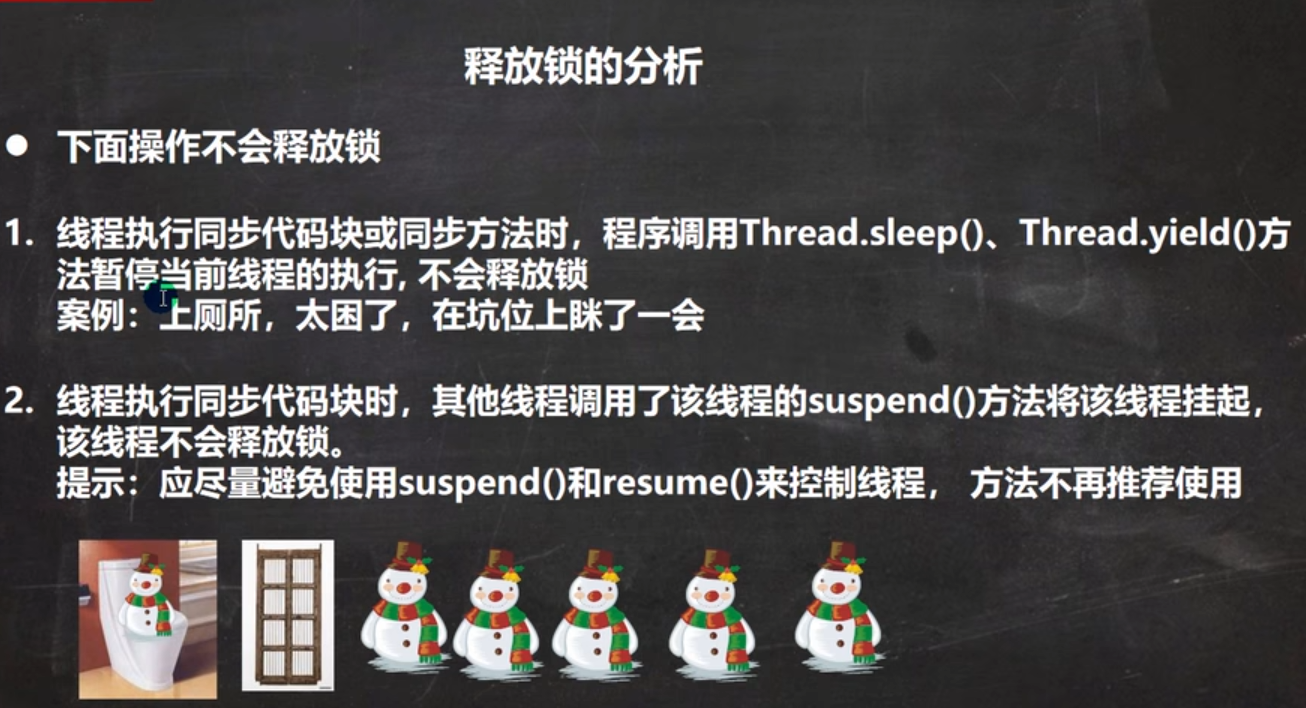 释放锁的分析
● 下面操作不会释放锁
1. 线程执行同步代码块或同步方法时，程序调用Thread.sleep()、Thread.yield()方
法暂停当前线程的执行, 不会释放锁
案例：上厕所，太困了，在坑位上眯了一会
2. 线程执行同步代码块时，其他线程调用了该线程的suspend()方法将该线程挂起，
该线程不会释放锁。
提示：应尽量避免使用suspend()和resume()来控制线程， 方法不再推荐使用